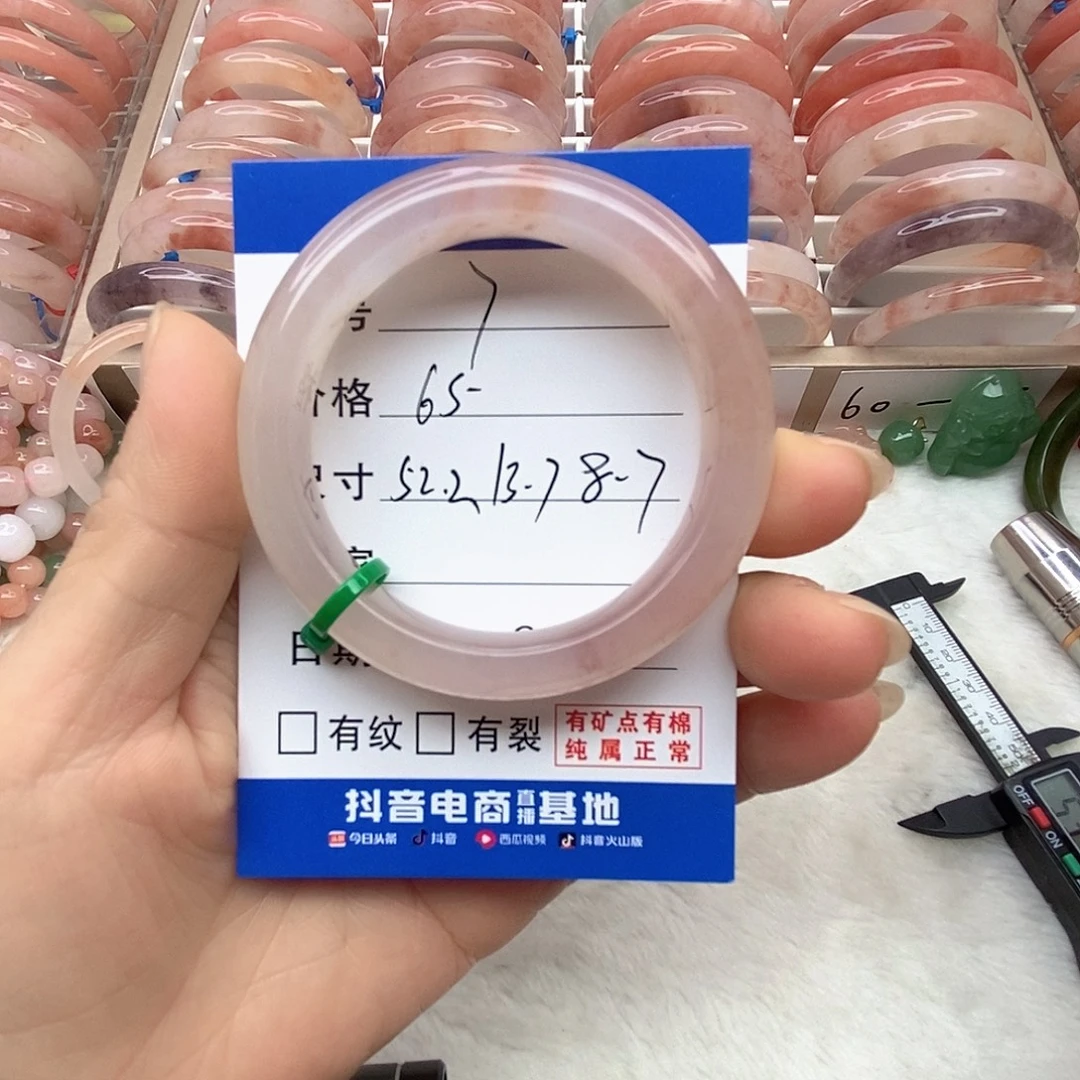 号 7
价格 65-
尺寸 52.2 13-7 8-7
日期
有纹 有裂
有矿点有棉
纯属正常
抖音电商直播基地
今日头条 抖音 西瓜视频 抖音火山版
60-
OFF
ON